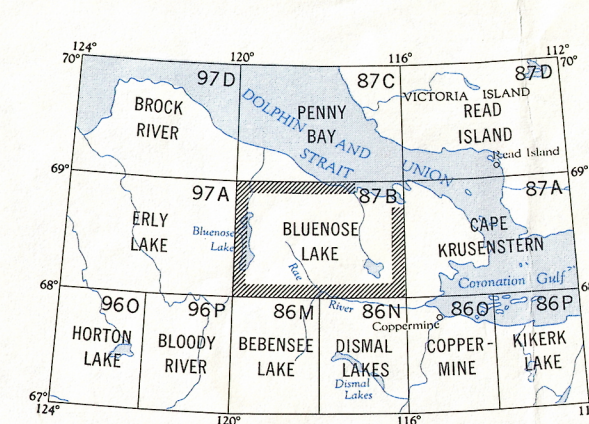 124°
120°
116°
112°
70°
70°
97D
87C
87D
BROCK
RIVER
DOLPHIN AND
UNION
STRAIT
PENNY
BAY
VICTORIA ISLAND
READ
ISLAND
Read Island
69°
69°
97A
87B
87A
ERLY
LAKE
Bluenose
Lake
BLUENOSE
LAKE
Rae
River
CAPE
KRUSENSTERN
Coronation Gulf
68°
96O
96P
86M
86N
86O
86P
Coppermine
HORTON
LAKE
BLOODY
RIVER
BEBENSEE
LAKE
DISMAL
LAKES
Dismal
Lakes
COPPER-
MINE
KIKERK
LAKE
67°
124°
120°
116°